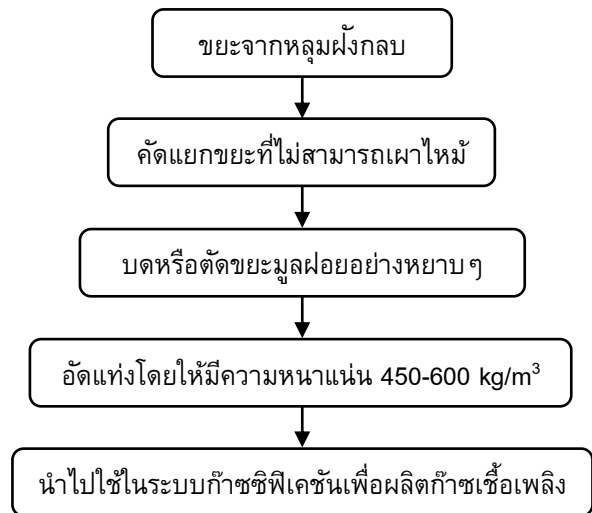 ขยะจากหลุมฝังกลบ
คัดแยกขยะที่ไม่สามารถเผาไหม้
บดหรือตัดขยะมูลฝอยอย่างหยาบๆ
อัดแท่งโดยให้มีความหนาแน่น 450-600 kg/m³
นำไปใช้ในระบบก๊าซซิฟิเคชันเพื่อผลิตก๊าซเชื้อเพลิง